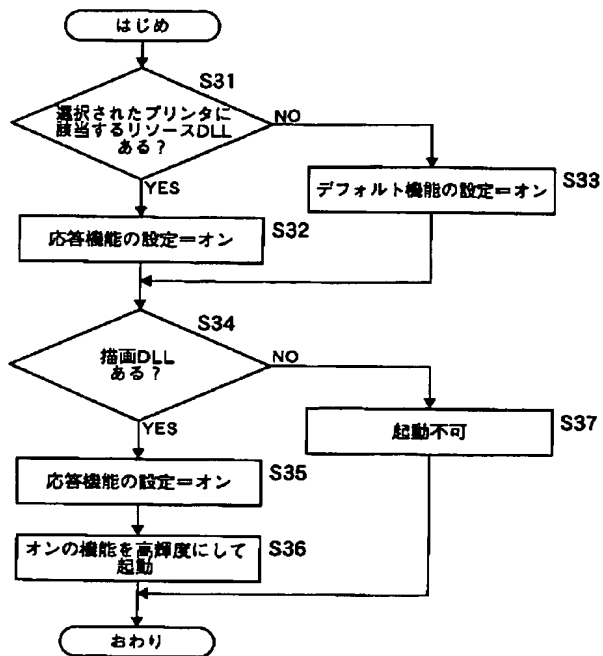 はじめ
S31
選択されたプリンタに
該当するリソースDLL
ある？
NO
YES
デフォルト機能の設定＝オン
S33
応答機能の設定＝オン
S32
S34
描画DLL
ある？
NO
YES
起動不可
S37
応答機能の設定＝オン
S35
オンの機能を高輝度にして
起動
S36
おわり